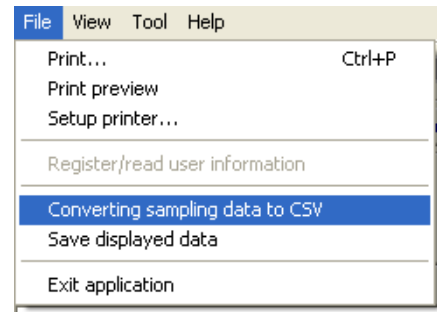 File View Tool Help
Print... Ctrl+P
Print preview
Setup printer...
Register/read user information
Converting sampling data to CSV
Save displayed data
Exit application